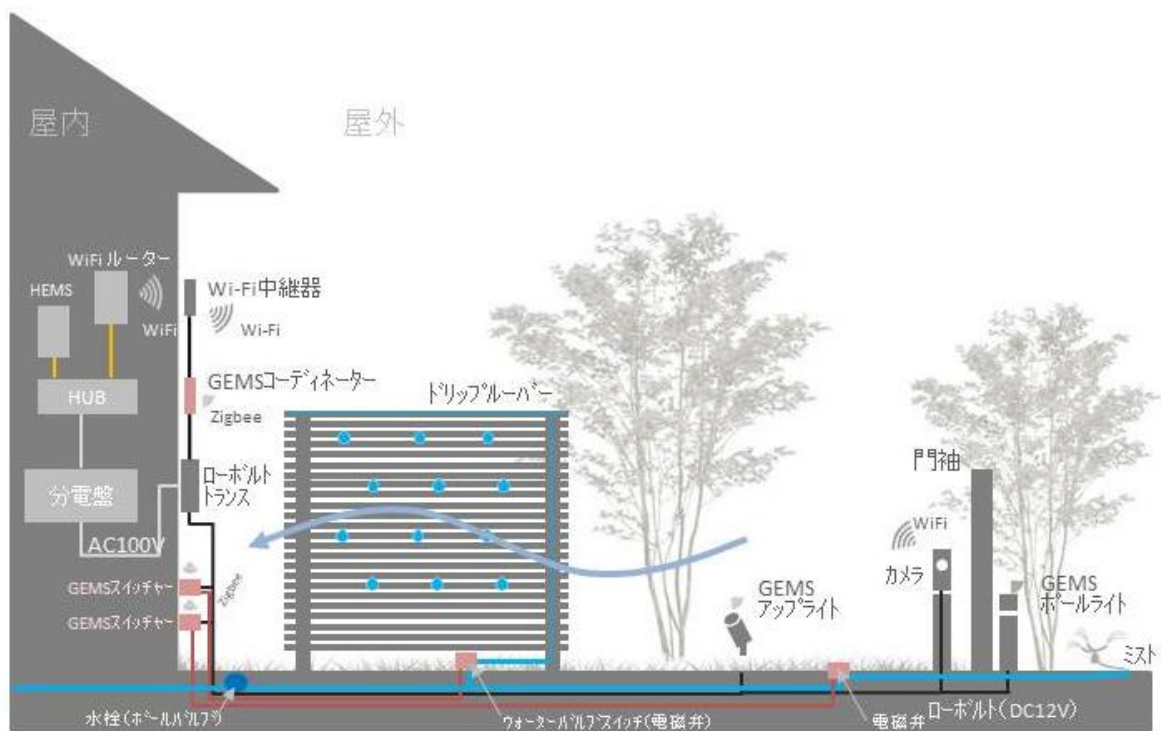 屋内
屋外
WiFiルーター
HEMS
WiFi
Wi-Fi中継器
Wi-Fi
HUB
GEMSコーディネーター
Zigbee
ドリップルーバー
分電盤
ローボルト
トランス
AC100V
門袖
WiFi
カメラ
GEMSスイッチャー
GEMSスイッチャー
Zigbee
GEMS
アップライト
GEMS
ポールライト
ミスト
水栓(ボールバルブ)
ウォーターバルブスイッチ(電磁弁)
電磁弁
ローボルト(DC12V)